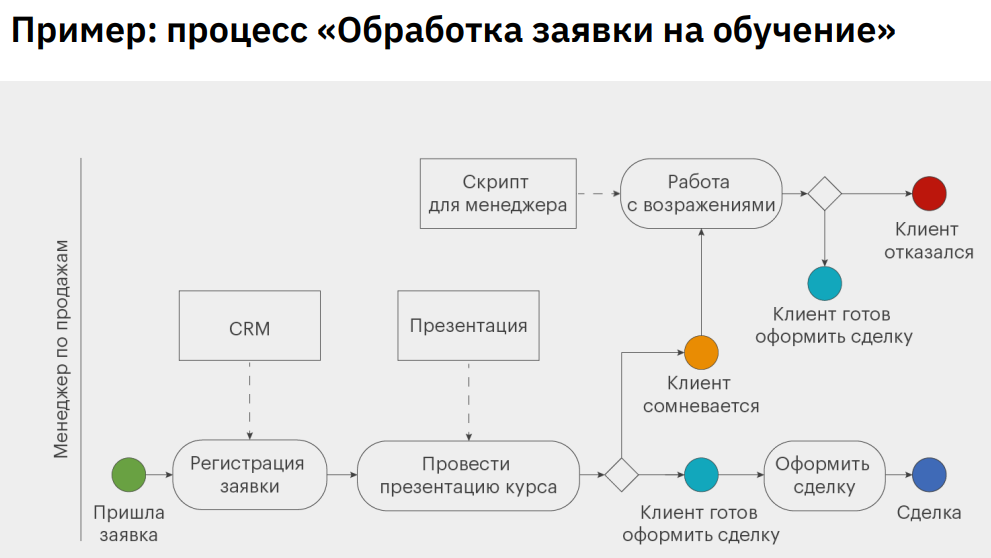 Пример: процесс «Обработка заявки на обучение»
Менеджер по продажам
Скрипт
для менеджера
Работа
с возражениями
Клиент
отказался
Клиент готов
оформить сделку
CRM
Презентация
Клиент
сомневается
Пришла
заявка
Регистрация
заявки
Провести
презентацию курса
Клиент готов
оформить сделку
Оформить
сделку
Сделка